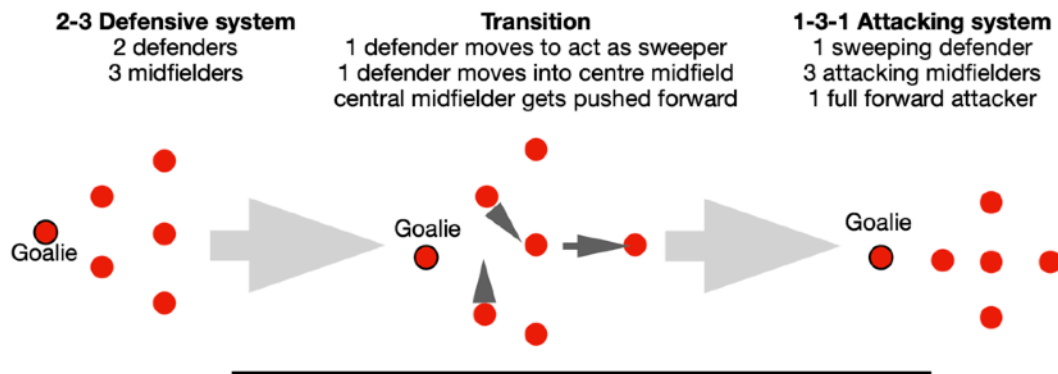 2-3 Defensive system
2 defenders
3 midfielders
Transition
1 defender moves to act as sweeper
1 defender moves into centre midfield
central midfielder gets pushed forward
1-3-1 Attacking system
1 sweeping defender
3 attacking midfielders
1 full forward attacker
Goalie
Goalie
Goalie